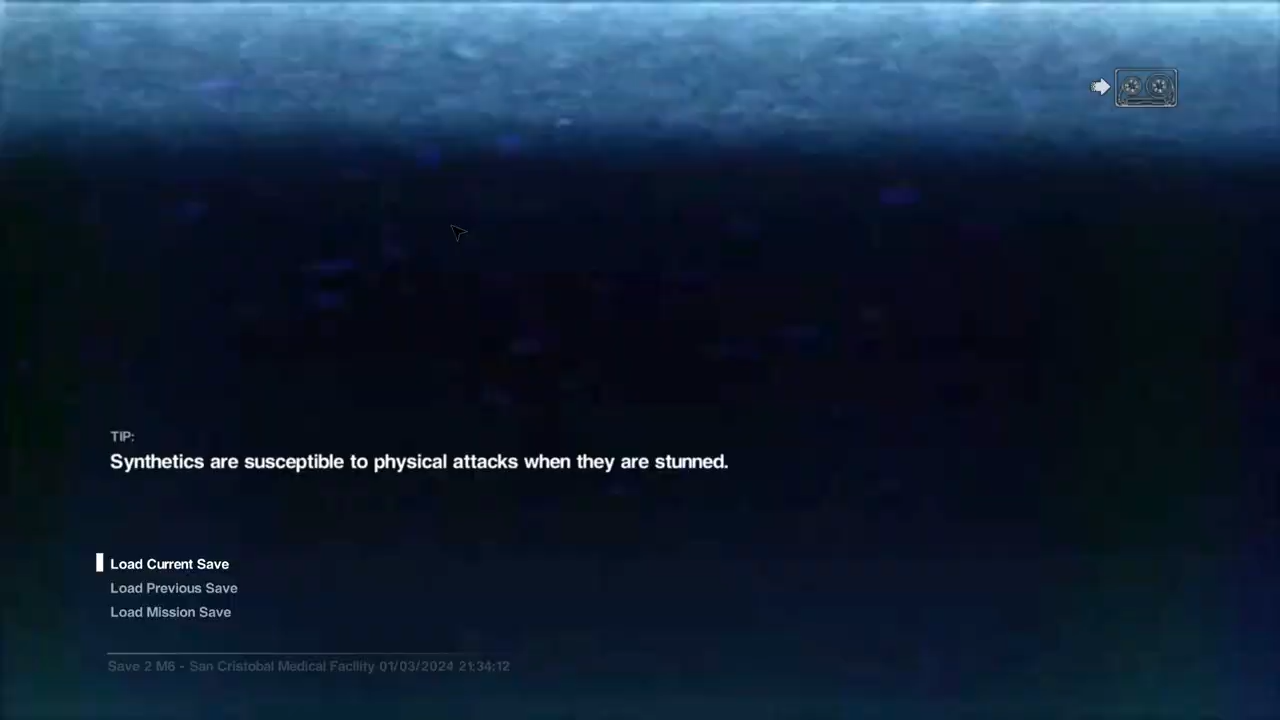 TIP:
Synthetics are susceptible to physical attacks when they are stunned.
Load Current Save
Load Previous Save
Load Mission Save
Save 2 M6 - San Cristobal Medical Facility 01/03/2024 21:34:12